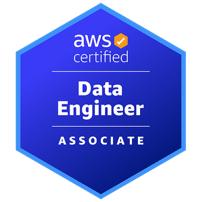 aws
certified
Data
Engineer
ASSOCIATE